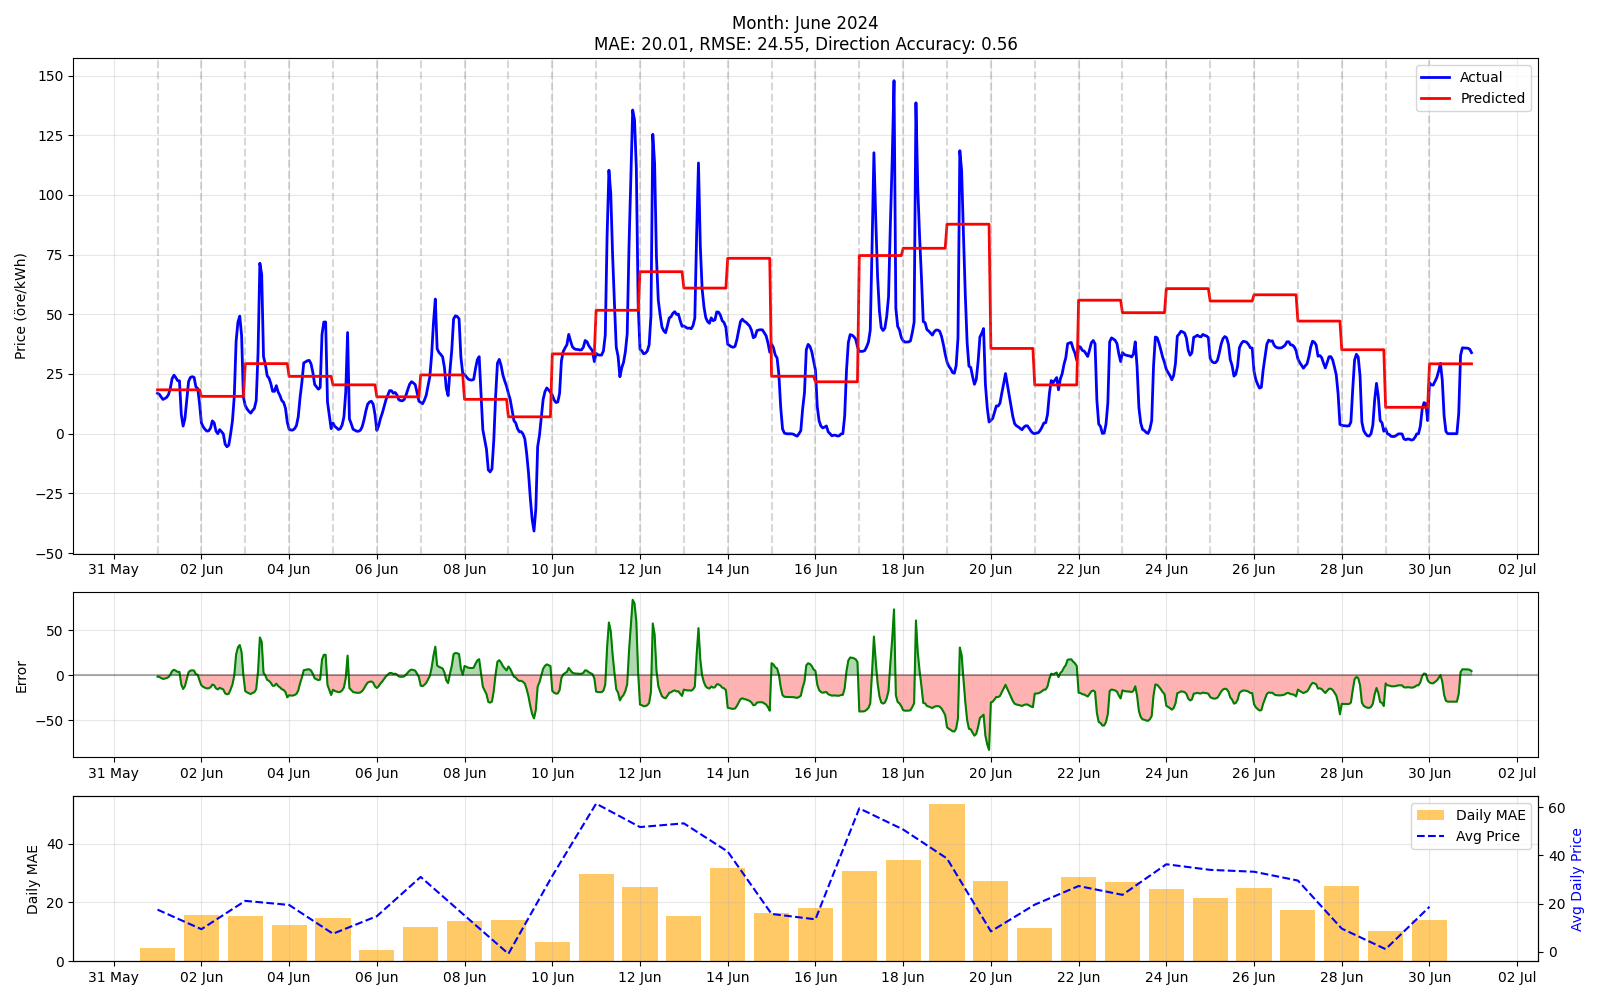 Month: June 2024
MAE: 20.01, RMSE: 24.55, Direction Accuracy: 0.56
Price (öre/kWh)
150
125
100
75
50
25
0
−25
−50
Actual
Predicted
31 May 02 Jun 04 Jun 06 Jun 08 Jun 10 Jun 12 Jun 14 Jun 16 Jun 18 Jun 20 Jun 22 Jun 24 Jun 26 Jun 28 Jun 30 Jun 02 Jul
Error
50
0
−50
31 May 02 Jun 04 Jun 06 Jun 08 Jun 10 Jun 12 Jun 14 Jun 16 Jun 18 Jun 20 Jun 22 Jun 24 Jun 26 Jun 28 Jun 30 Jun 02 Jul
Daily MAE
40
20
0
Daily MAE
Avg Price
60
40
20
0
Avg Daily Price
31 May 02 Jun 04 Jun 06 Jun 08 Jun 10 Jun 12 Jun 14 Jun 16 Jun 18 Jun 20 Jun 22 Jun 24 Jun 26 Jun 28 Jun 30 Jun 02 Jul